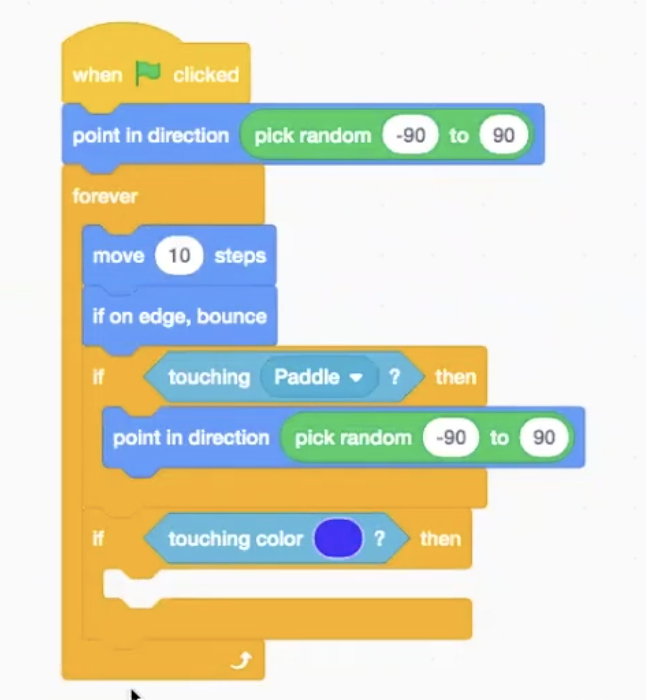 when clicked
point in direction pick random -90 to 90
forever
move 10 steps
if on edge, bounce
if touching Paddle ? then
point in direction pick random -90 to 90
if touching color ? then